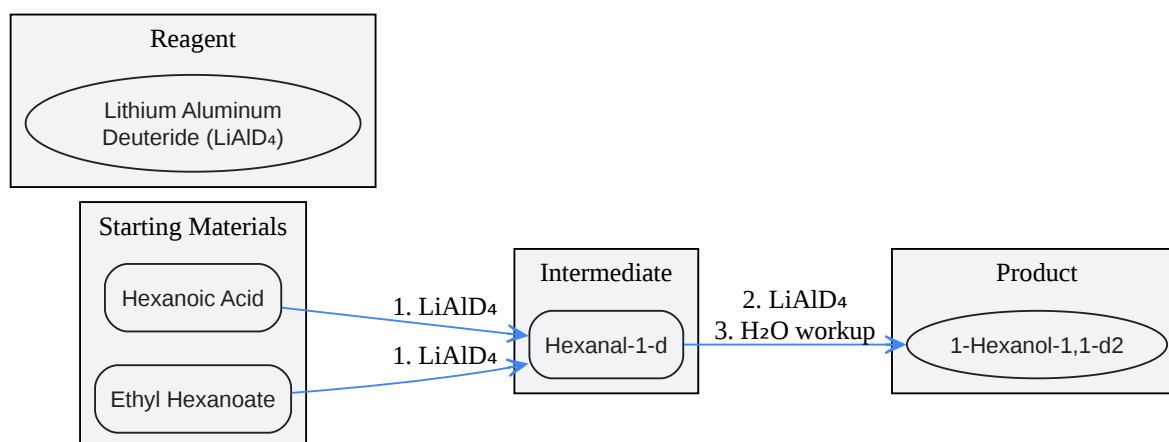 Reagent
Lithium Aluminum
Deuteride (LiAlD₄)
Starting Materials
Hexanoic Acid
Ethyl Hexanoate
1. LiAlD₄
1. LiAlD₄
Intermediate
Hexanal-1-d
2. LiAlD₄
3. H₂O workup
Product
1-Hexanol-1,1-d2